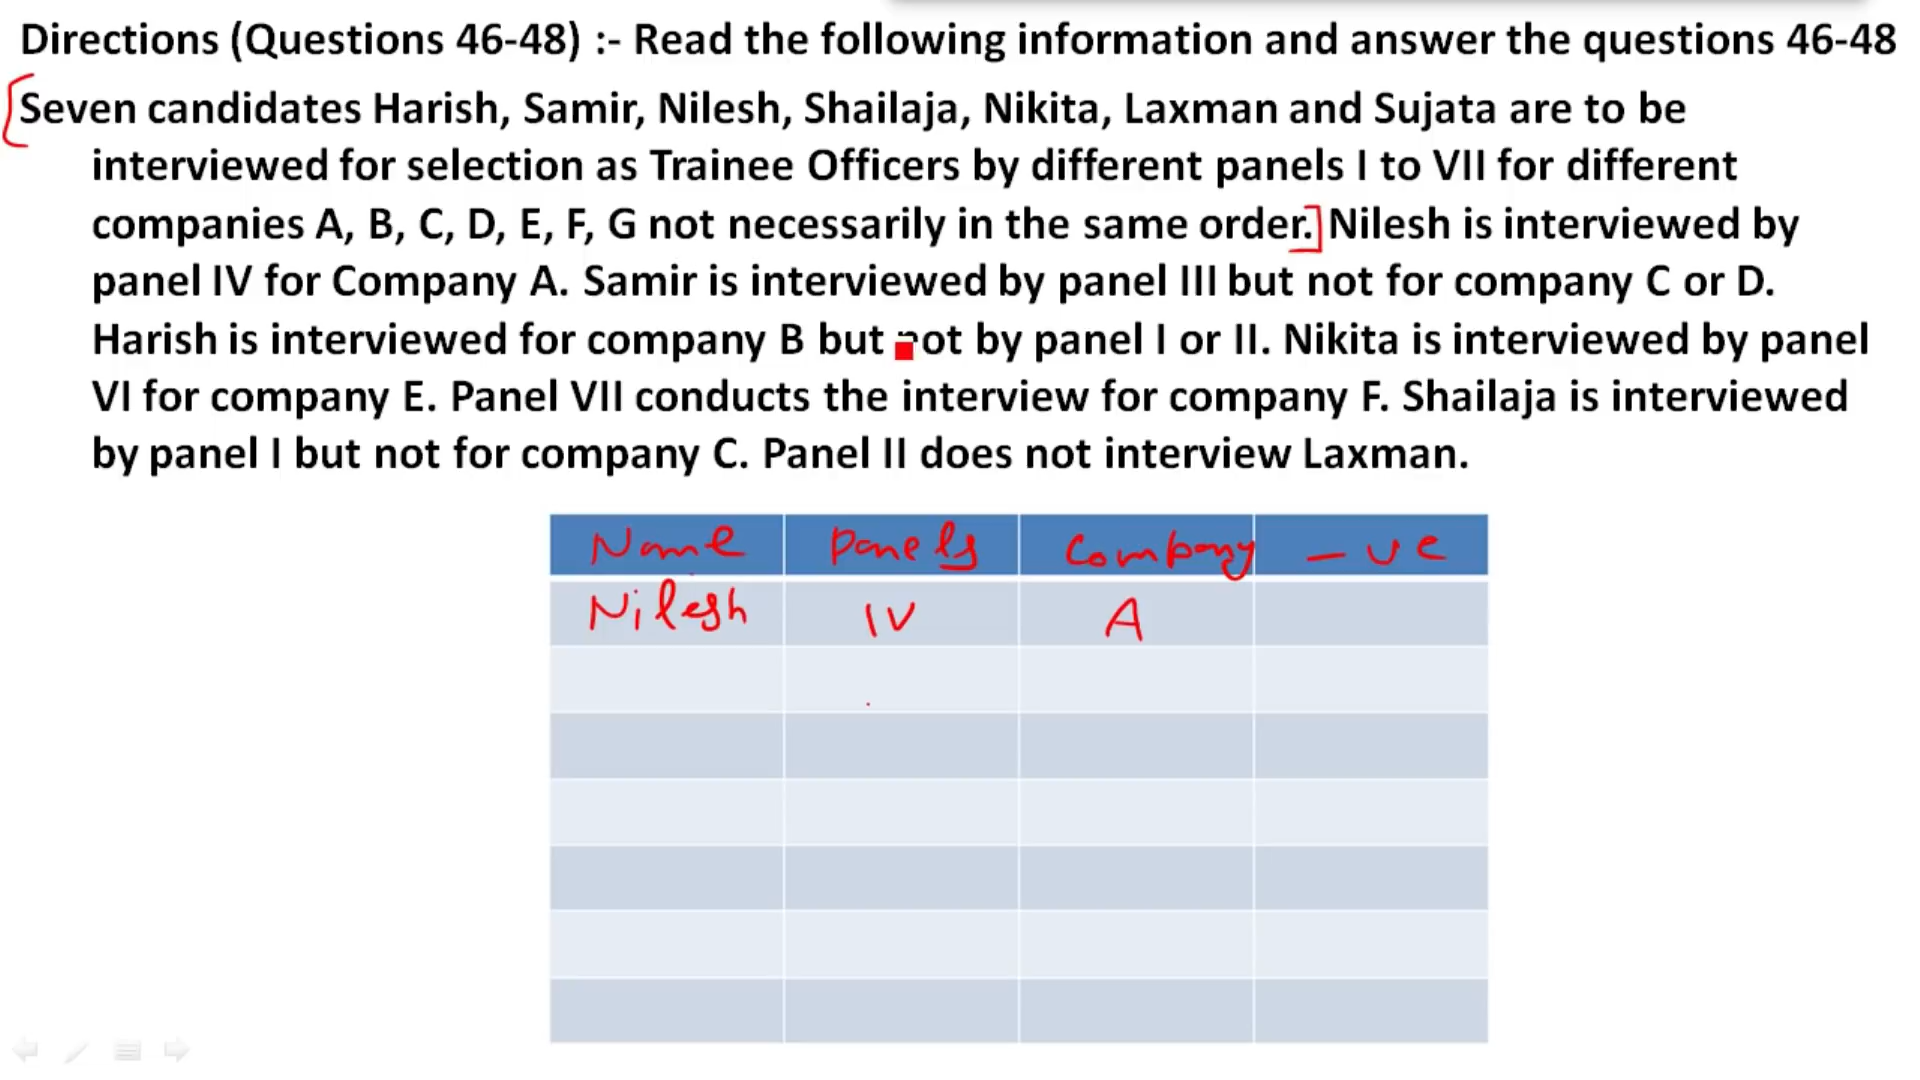 Directions (Questions 46-48) :- Read the following information and answer the questions 46-48
Seven candidates Harish, Samir, Nilesh, Shailaja, Nikita, Laxman and Sujata are to be
interviewed for selection as Trainee Officers by different panels I to VII for different
companies A, B, C, D, E, F, G not necessarily in the same order. Nilesh is interviewed by
panel IV for Company A. Samir is interviewed by panel III but not for company C or D.
Harish is interviewed for company B but not by panel I or II. Nikita is interviewed by panel
VI for company E. Panel VII conducts the interview for company F. Shailaja is interviewed
by panel I but not for company C. Panel II does not interview Laxman.
Name Panels Company -ve
Nilesh IV A